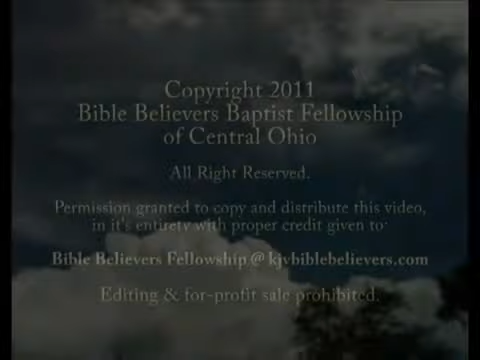 Copyright 2011
Bible Believers Baptist Fellowship
of Central Ohio
All Right Reserved.
Permission granted to copy and distribute this video,
in it's entirety with proper credit given to:
Bible Believers Fellowship @ kjvbiblebelievers.com
Editing & for-profit sale prohibited.